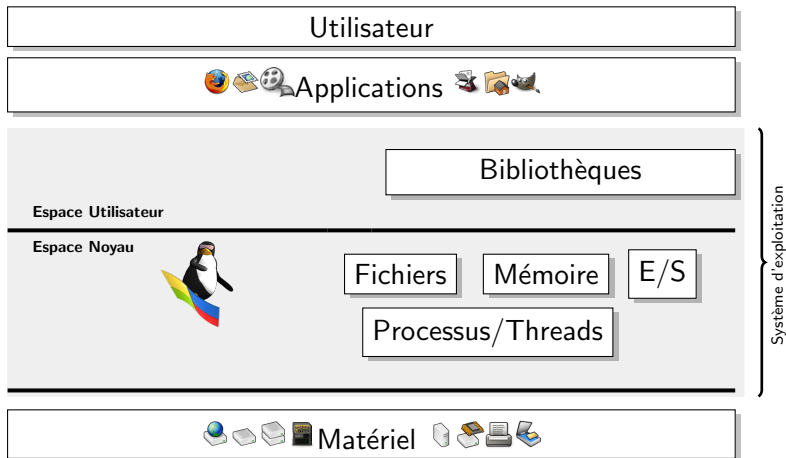 Utilisateur
Applications
Bibliothèques
Espace Utilisateur
Espace Noyau
Fichiers
Mémoire
E/S
Processus/Threads
Système d'exploitation
Matériel